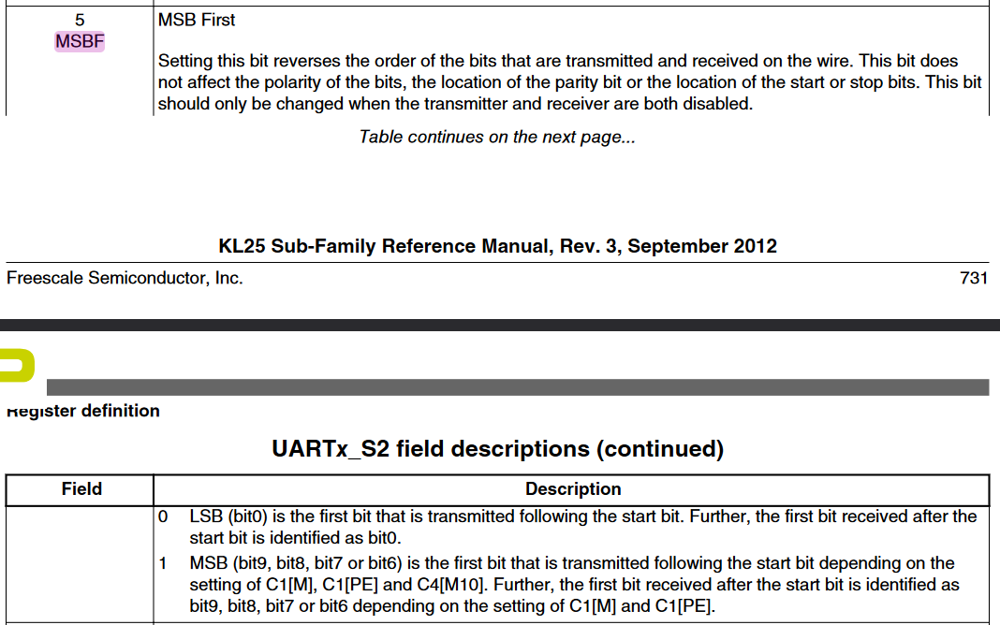 5
MSBF
MSB First
Setting this bit reverses the order of the bits that are transmitted and received on the wire. This bit does
not affect the polarity of the bits, the location of the parity bit or the location of the start or stop bits. This bit
should only be changed when the transmitter and receiver are both disabled.
Table continues on the next page...
KL25 Sub-Family Reference Manual, Rev. 3, September 2012
Freescale Semiconductor, Inc.
731
Register definition
UARTx_S2 field descriptions (continued)
Field
Description
0 LSB (bit0) is the first bit that is transmitted following the start bit. Further, the first bit received after the
start bit is identified as bit0.
1 MSB (bit9, bit8, bit7 or bit6) is the first bit that is transmitted following the start bit depending on the
setting of C1[M], C1[PE] and C4[M10]. Further, the first bit received after the start bit is identified as
bit9, bit8, bit7 or bit6 depending on the setting of C1[M] and C1[PE].